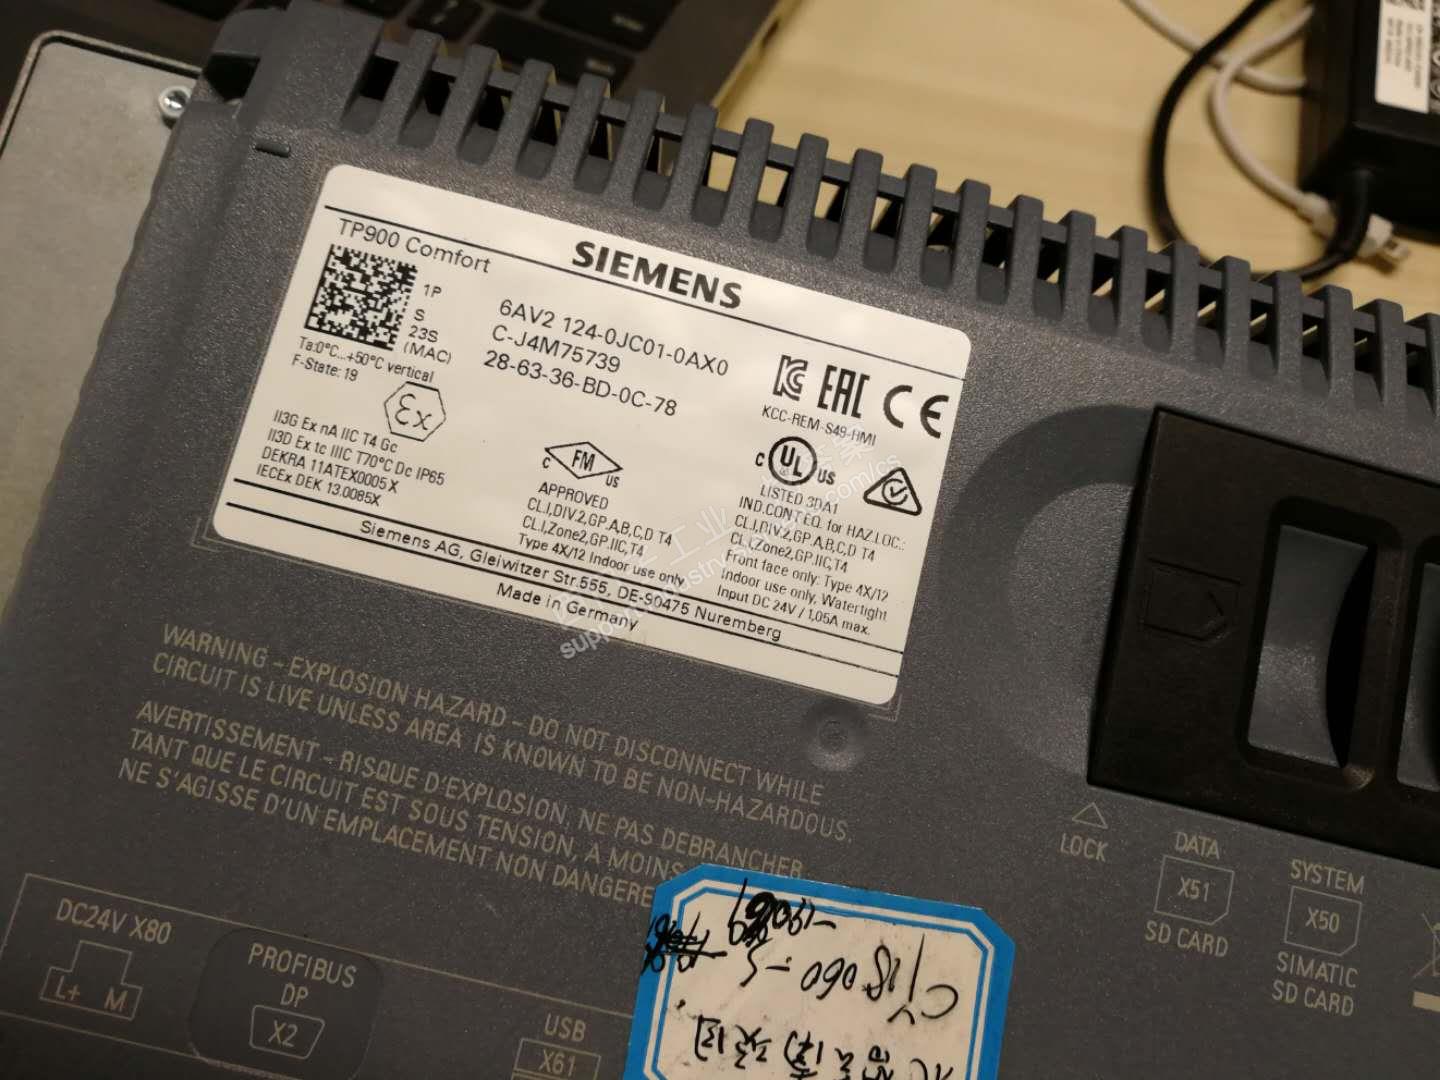 SIEMENS
TP900 Comfort
1P 6AV2 124-0JC01-0AX0
S C-J4M75739
23S (MAC) 28-63-36-BD-0C-78
Ta:0°C...+50°C vertical
F-State: 19
Ex
II3G Ex nA IIC T4 Gc
II3D Ex tc IIIC T70°C Dc IP65
DEKRA 11ATEX0005 X
IECEx DEK 13.0085X
C FM US
APPROVED
CL.I,DIV.2,GP.A,B,C,D T4
CL.I,Zone2,GP.IIC,T4
Type 4X/12 Indoor use only
EAC CE
KCC-REM-S49-HMI
C UL US
LISTED 3DA1
IND.CONT.EQ. for HAZ.LOC.:
CL.I,DIV.2,GP.A,B,C,D T4
CL.I,Zone2,GP.IIC,T4
Front face only: Type 4X/12
Indoor use only, Watertight
Input DC 24V / 1,05A max.
Siemens AG, Gleiwitzer Str.555, DE-90475 Nuremberg
Made in Germany
WARNING - EXPLOSION HAZARD - DO NOT DISCONNECT WHILE
CIRCUIT IS LIVE UNLESS AREA IS KNOWN TO BE NON-HAZARDOUS.
AVERTISSEMENT - RISQUE D'EXPLOSION, NE PAS DEBRANCHER
TANT QUE LE CIRCUIT EST SOUS TENSION, A MOINS
NE S'AGISSE D'UN EMPLACEMENT NON DANGERE
LOCK
DATA
X51
SD CARD
SYSTEM
X50
SIMATIC
SD CARD
DC24V X80
L+ M
PROFIBUS
DP
X2
USB
X61